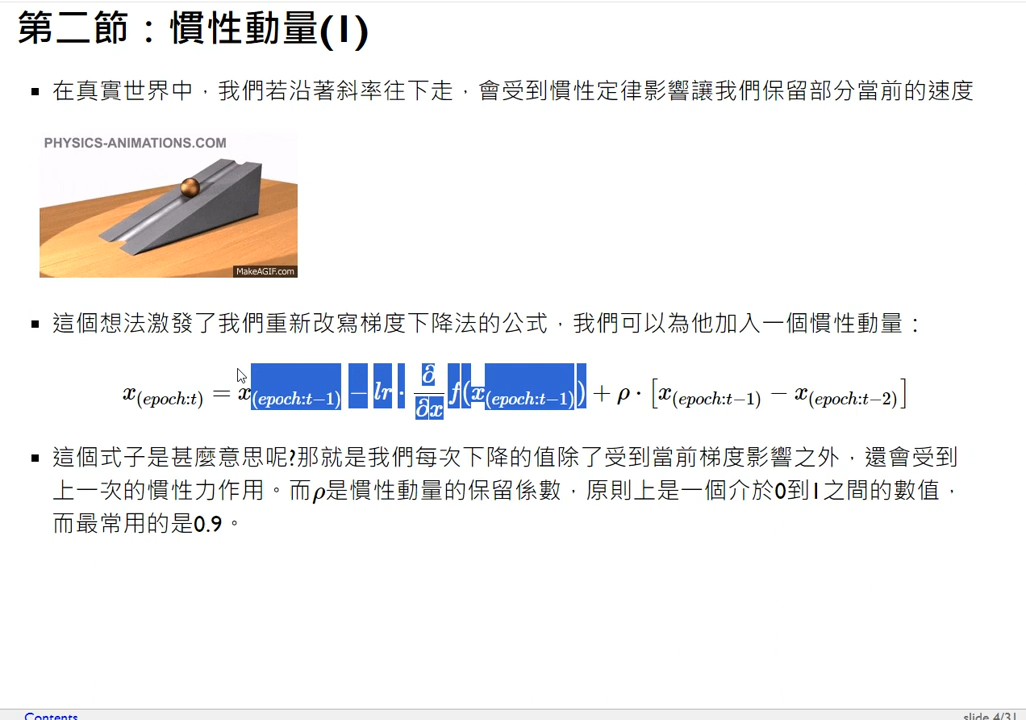 第二節：慣性動量(1)
▪ 在真實世界中，我們若沿著斜率往下走，會受到慣性定律影響讓我們保留部分當前的速度
PHYSICS-ANIMATIONS.COM
MakeAGIF.com
▪ 這個想法激發了我們重新改寫梯度下降法的公式，我們可以為他加入一個慣性動量：
x_(epoch:t) = x_(epoch:t−1) − lr · ∂/∂x f(x_(epoch:t−1)) + ρ · [x_(epoch:t−1) − x_(epoch:t−2)]
▪ 這個式子是甚麼意思呢?那就是我們每次下降的值除了受到當前梯度影響之外，還會受到
上一次的慣性力作用。而ρ是慣性動量的保留係數，原則上是一個介於0到1之間的數值，
而最常用的是0.9。
Contents
slide 4/31